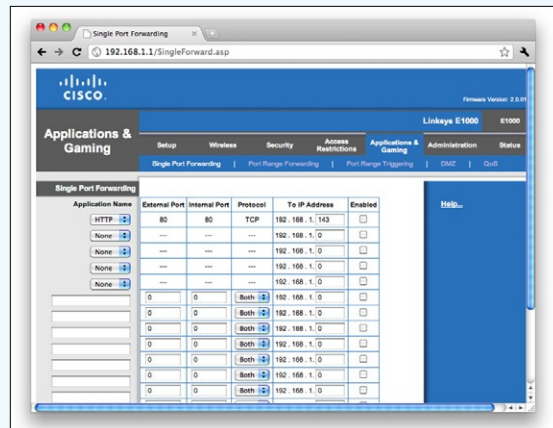 Single Port Forwarding
192.168.1.1/SingleForward.asp
CISCO
Firmware Version: 2.0.01
Linksys E1000 E1000
Applications & Gaming
Setup Wireless Security Access Restrictions Applications & Gaming Administration Status
Single Port Forwarding | Port Range Forwarding | Port Range Triggering | DMZ | QoS
Single Port Forwarding
Help...
Application Name External Port Internal Port Protocol To IP Address Enabled
HTTP 80 80 TCP 192 . 168 . 1. 143
None --- --- --- 192 . 168 . 1. 0
None --- --- --- 192 . 168 . 1. 0
None --- --- --- 192 . 168 . 1. 0
None --- --- --- 192 . 168 . 1. 0
0 0 Both 192 . 168 . 1. 0
0 0 Both 192 . 168 . 1. 0
0 0 Both 192 . 168 . 1. 0
0 0 Both 192 . 168 . 1. 0
0 0 Both 192 . 168 . 1. 0
0 0 Both 192 . 168 . 1. 0
0 0 Both 192 . 168 . 1. 0